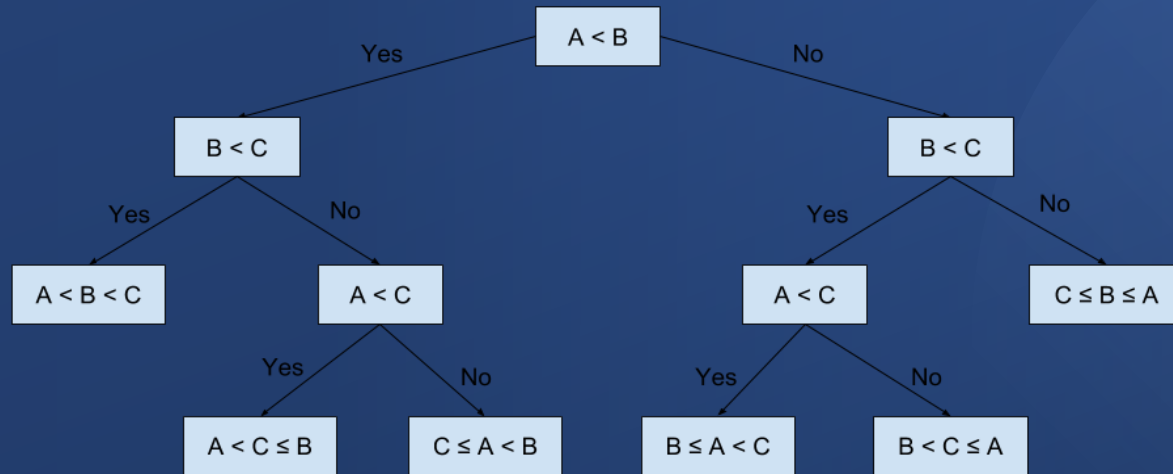 A < B
Yes
No
B < C
B < C
Yes
No
Yes
No
A < B < C
A < C
A < C
C ≤ B ≤ A
Yes
No
Yes
No
A < C ≤ B
C ≤ A < B
B ≤ A < C
B < C ≤ A